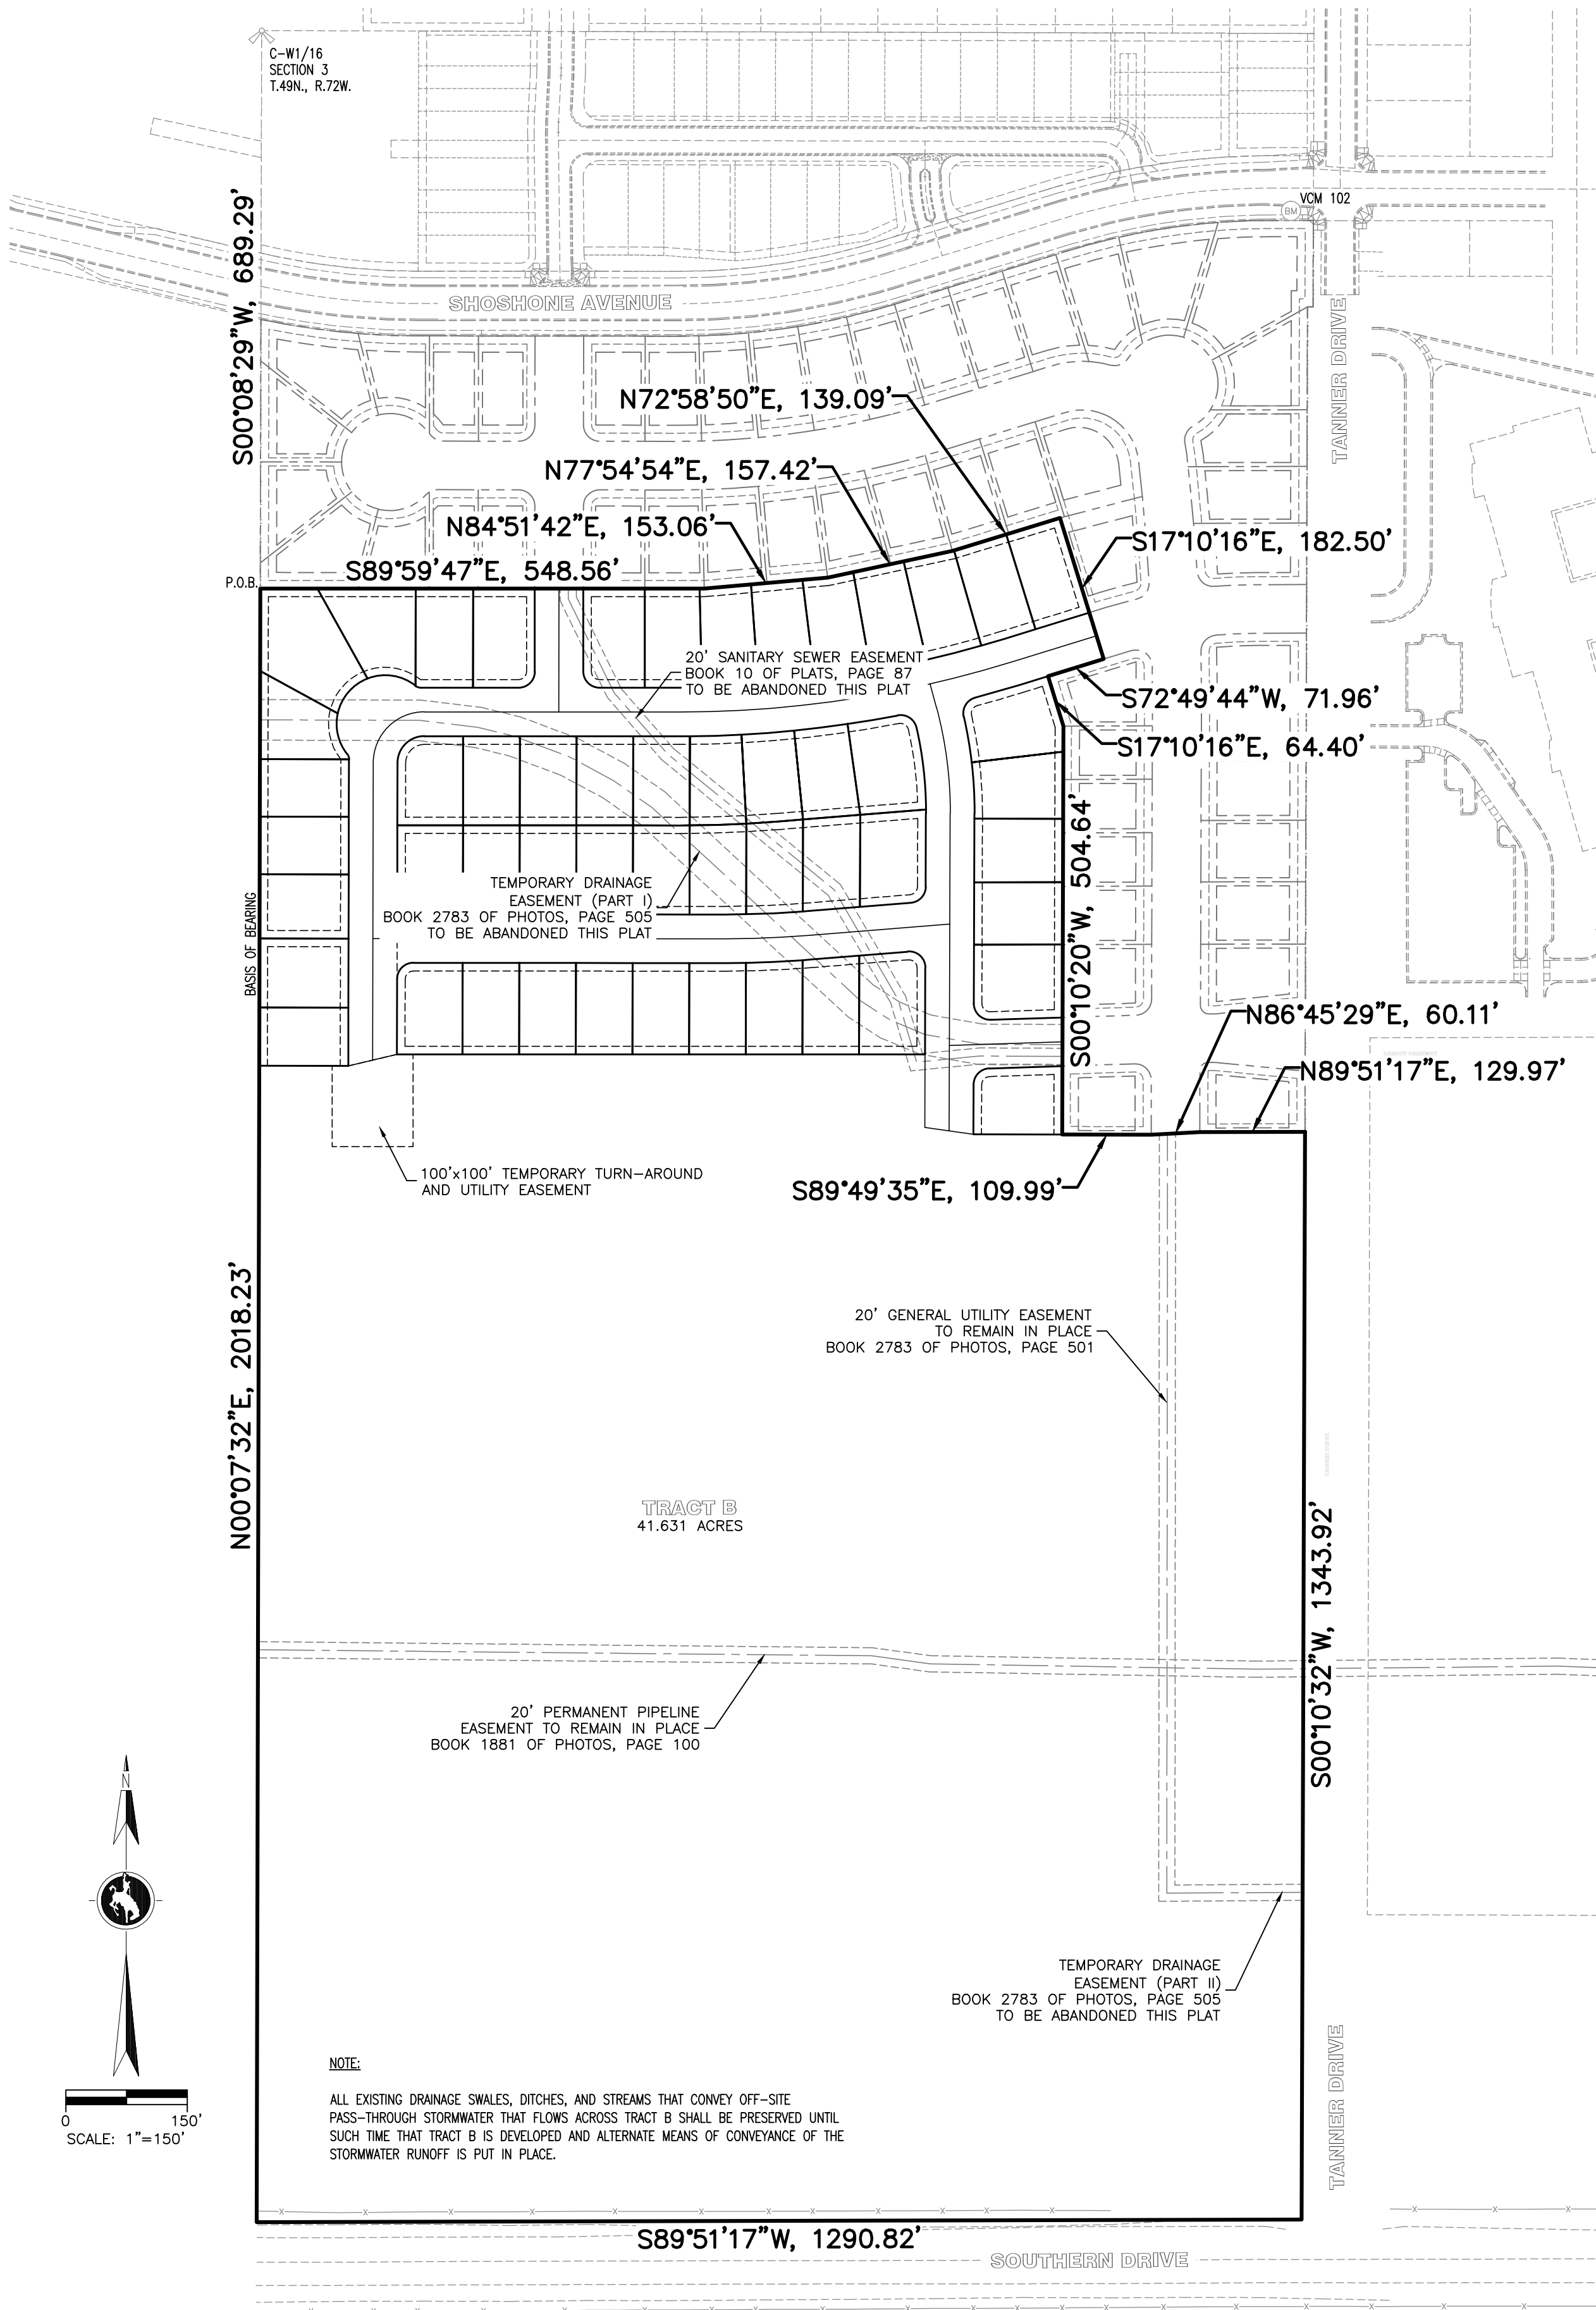 C-W1/16
SECTION 3
T.49N., R.72W.
S00°08'29"W, 689.29'
VCM 102
BM
SHOSHONE AVENUE
TANNER DRIVE
N72°58'50"E, 139.09'
N77°54'54"E, 157.42'
N84°51'42"E, 153.06'
S17°10'16"E, 182.50'
S89°59'47"E, 548.56'
P.O.B.
20' SANITARY SEWER EASEMENT
BOOK 10 OF PLATS, PAGE 87
TO BE ABANDONED THIS PLAT
S72°49'44"W, 71.96'
S17°10'16"E, 64.40'
S00°10'20"W, 504.64'
TEMPORARY DRAINAGE
EASEMENT (PART I)
BOOK 2783 OF PHOTOS, PAGE 505
TO BE ABANDONED THIS PLAT
BASIS OF BEARING
N86°45'29"E, 60.11'
N89°51'17"E, 129.97'
100'x100' TEMPORARY TURN-AROUND
AND UTILITY EASEMENT
S89°49'35"E, 109.99'
N00°07'32"E, 2018.23'
20' GENERAL UTILITY EASEMENT
TO REMAIN IN PLACE
BOOK 2783 OF PHOTOS, PAGE 501
TRACT B
41.631 ACRES
S00°10'32"W, 1343.92'
20' PERMANENT PIPELINE
EASEMENT TO REMAIN IN PLACE
BOOK 1881 OF PHOTOS, PAGE 100
N
TEMPORARY DRAINAGE
EASEMENT (PART II)
BOOK 2783 OF PHOTOS, PAGE 505
TO BE ABANDONED THIS PLAT
TANNER DRIVE
NOTE:
ALL EXISTING DRAINAGE SWALES, DITCHES, AND STREAMS THAT CONVEY OFF-SITE
PASS-THROUGH STORMWATER THAT FLOWS ACROSS TRACT B SHALL BE PRESERVED UNTIL
SUCH TIME THAT TRACT B IS DEVELOPED AND ALTERNATE MEANS OF CONVEYANCE OF THE
STORMWATER RUNOFF IS PUT IN PLACE.
0 150'
SCALE: 1"=150'
S89°51'17"W, 1290.82'
SOUTHERN DRIVE